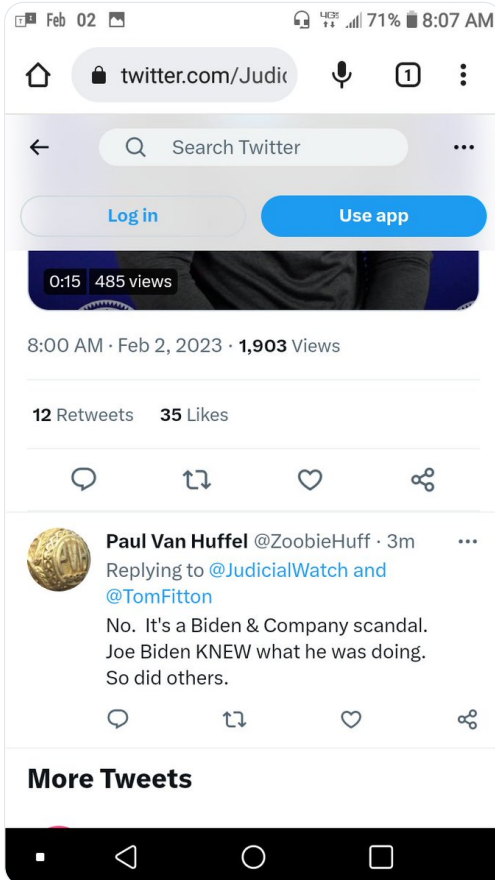 Feb 02 4G 71% 8:07 AM
twitter.com/Judic 1
Search Twitter
Log in Use app
0:15 485 views
8:00 AM · Feb 2, 2023 · 1,903 Views
12 Retweets 35 Likes
Paul Van Huffel @ZoobieHuff · 3m
Replying to @JudicialWatch and
@TomFitton
No. It's a Biden & Company scandal.
Joe Biden KNEW what he was doing.
So did others.
More Tweets